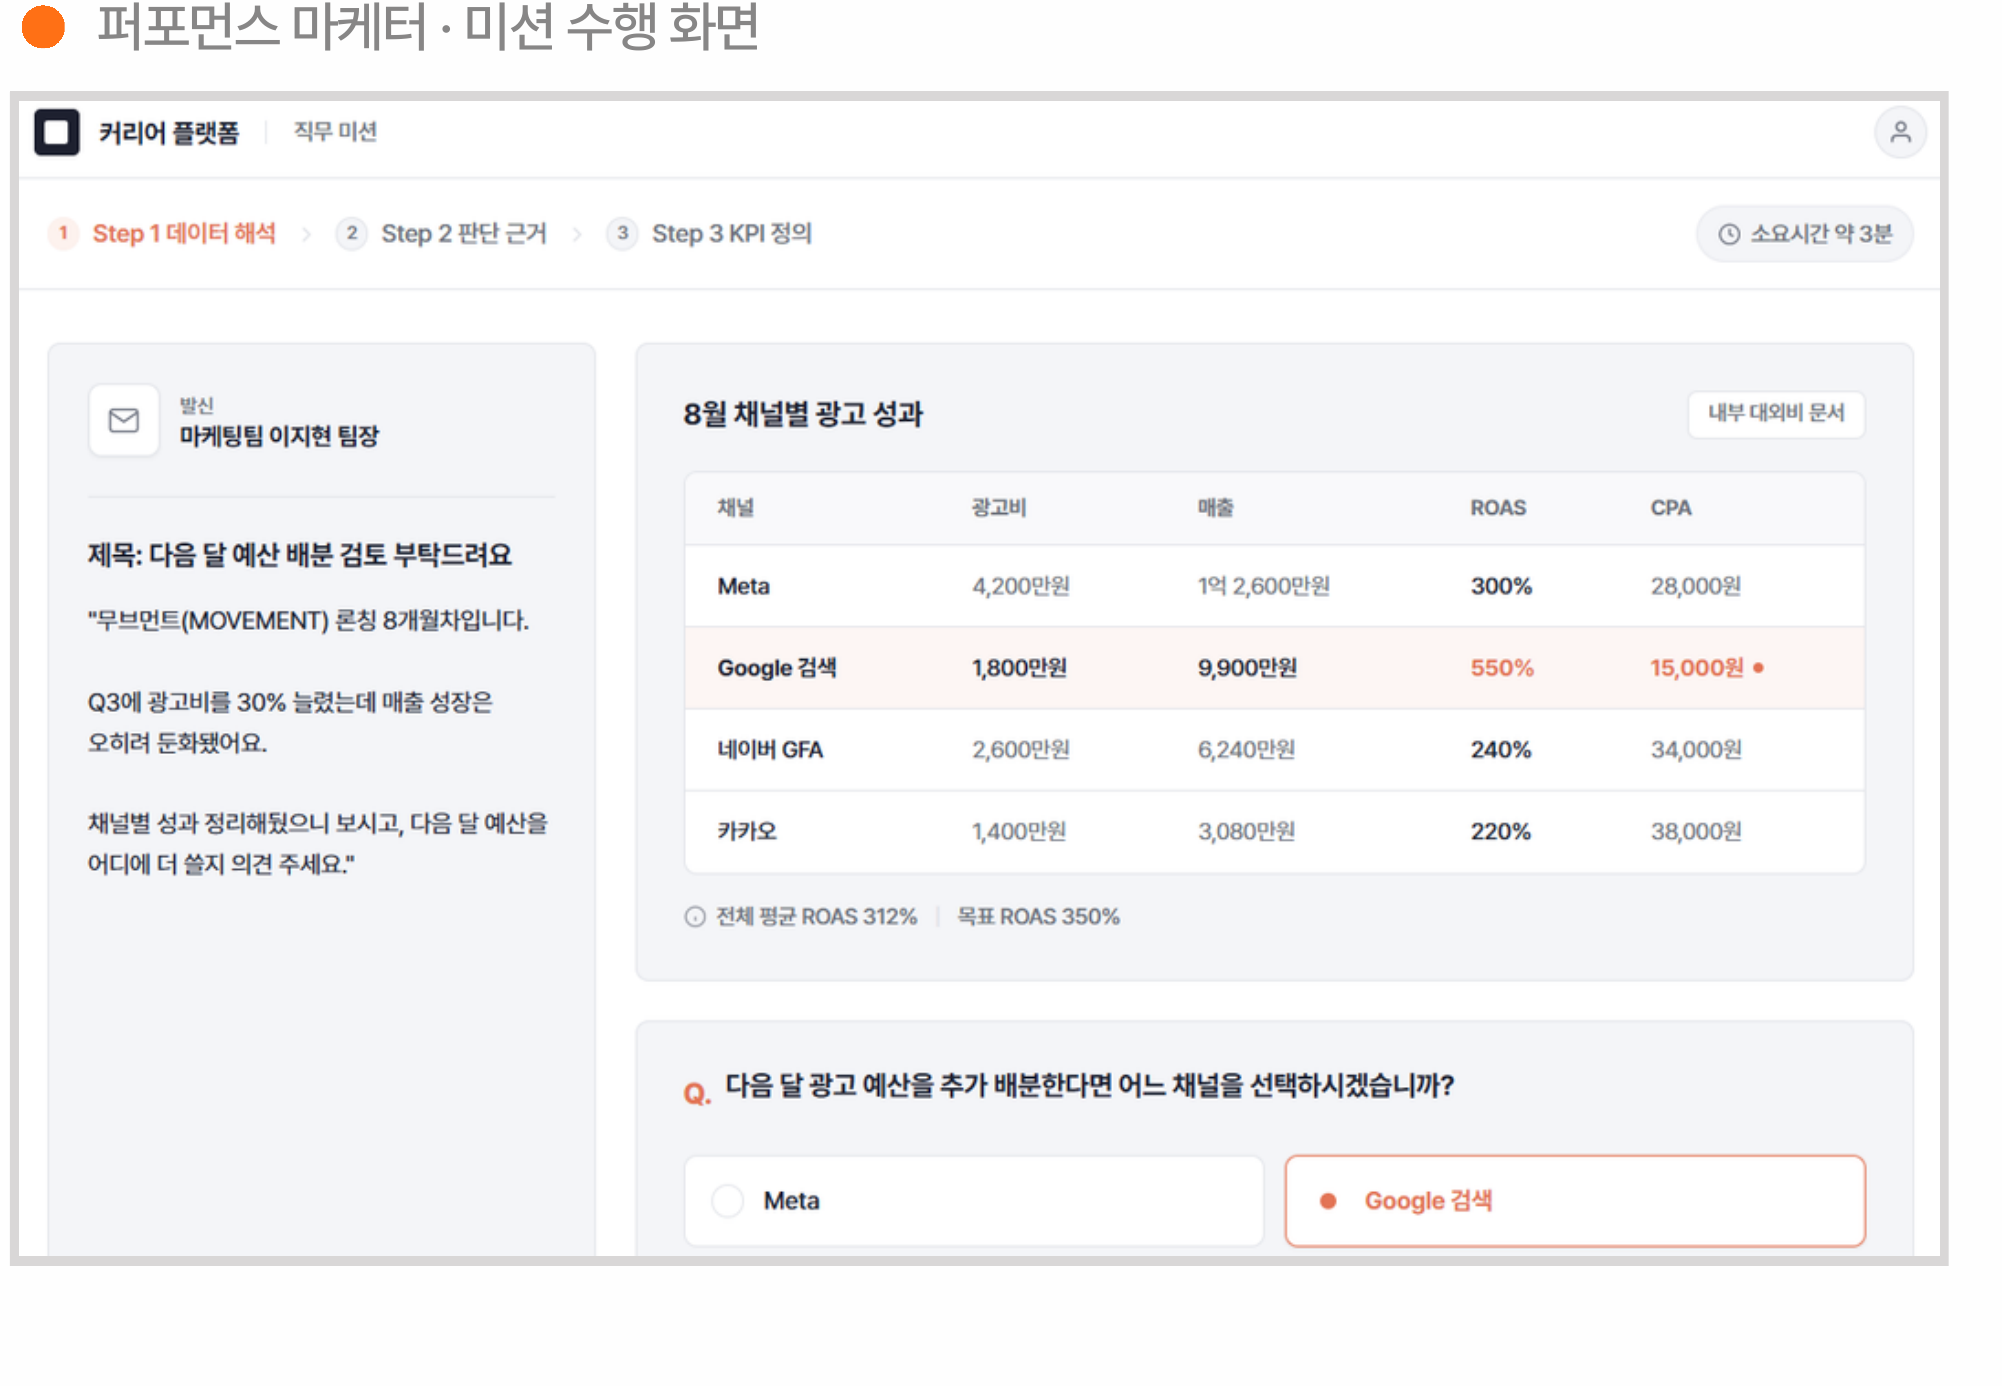 퍼포먼스 마케터 · 미션 수행 화면
커리어 플랫폼 직무 미션
1 Step 1 데이터 해석 2 Step 2 판단 근거 3 Step 3 KPI 정의 소요시간 약 3분
발신
마케팅팀 이지현 팀장
제목: 다음 달 예산 배분 검토 부탁드려요
"무브먼트(MOVEMENT) 론칭 8개월차입니다.
Q3에 광고비를 30% 늘렸는데 매출 성장은
오히려 둔화됐어요.
채널별 성과 정리해뒀으니 보시고, 다음 달 예산을
어디에 더 쓸지 의견 주세요."
8월 채널별 광고 성과 내부 대외비 문서
채널 광고비 매출 ROAS CPA
Meta 4,200만원 1억 2,600만원 300% 28,000원
Google 검색 1,800만원 9,900만원 550% 15,000원
네이버 GFA 2,600만원 6,240만원 240% 34,000원
카카오 1,400만원 3,080만원 220% 38,000원
전체 평균 ROAS 312% 목표 ROAS 350%
Q. 다음 달 광고 예산을 추가 배분한다면 어느 채널을 선택하시겠습니까?
Meta Google 검색